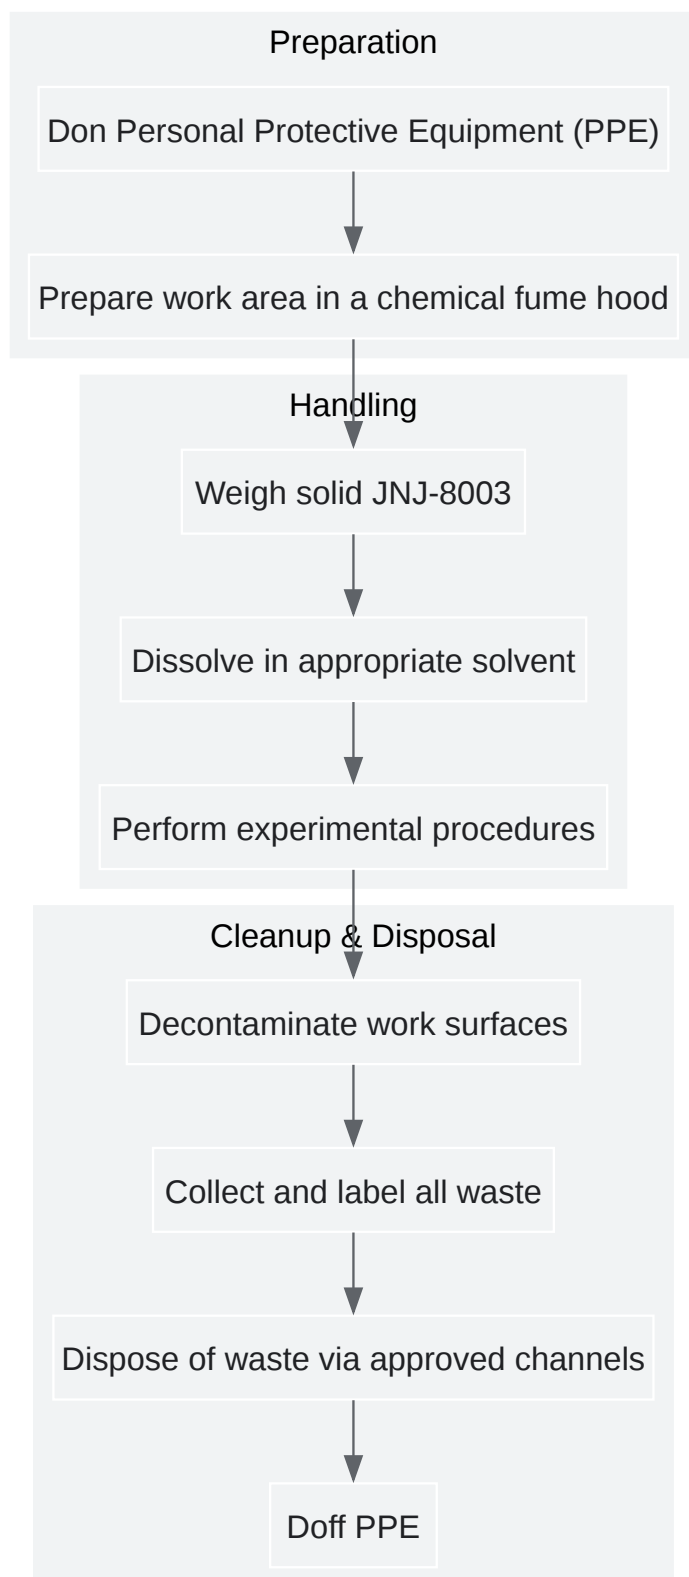 Preparation
Don Personal Protective Equipment (PPE)
Prepare work area in a chemical fume hood
Handling
Weigh solid JNJ-8003
Dissolve in appropriate solvent
Perform experimental procedures
Cleanup & Disposal
Decontaminate work surfaces
Collect and label all waste
Dispose of waste via approved channels
Doff PPE